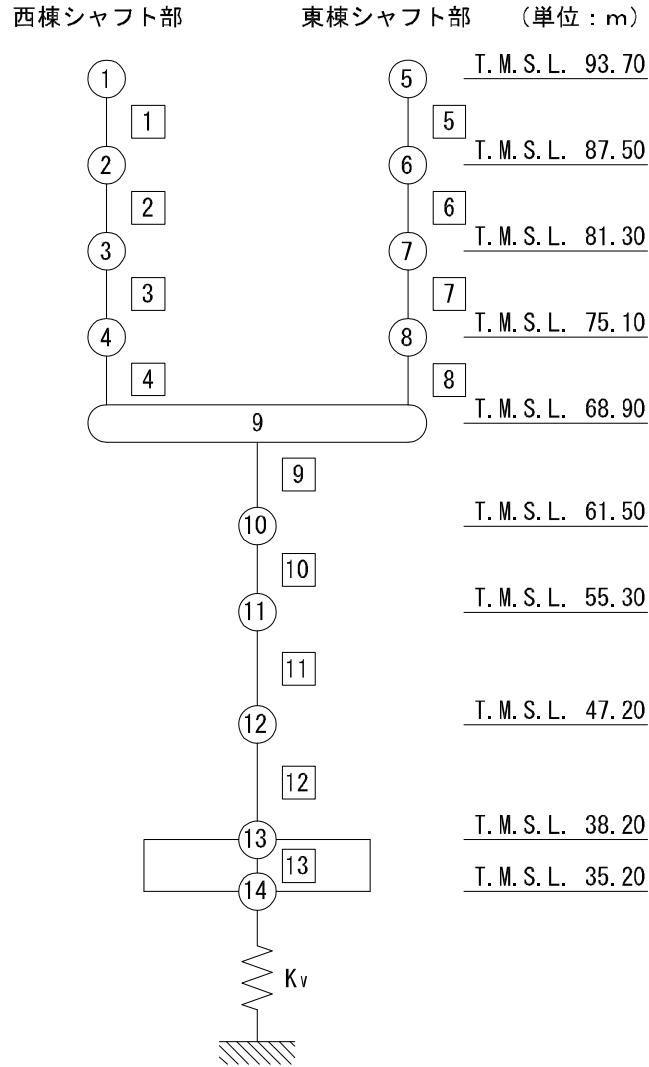 西棟シャフト部 東棟シャフト部 (単位:m)
1 5 T.M.S.L. 93.70
1 5
2 6 T.M.S.L. 87.50
2 6
3 7 T.M.S.L. 81.30
3 7
4 8 T.M.S.L. 75.10
4 8
9 T.M.S.L. 68.90
9
10 T.M.S.L. 61.50
10
11 T.M.S.L. 55.30
11
12 T.M.S.L. 47.20
12
13 T.M.S.L. 38.20
13
14 T.M.S.L. 35.20
Kv